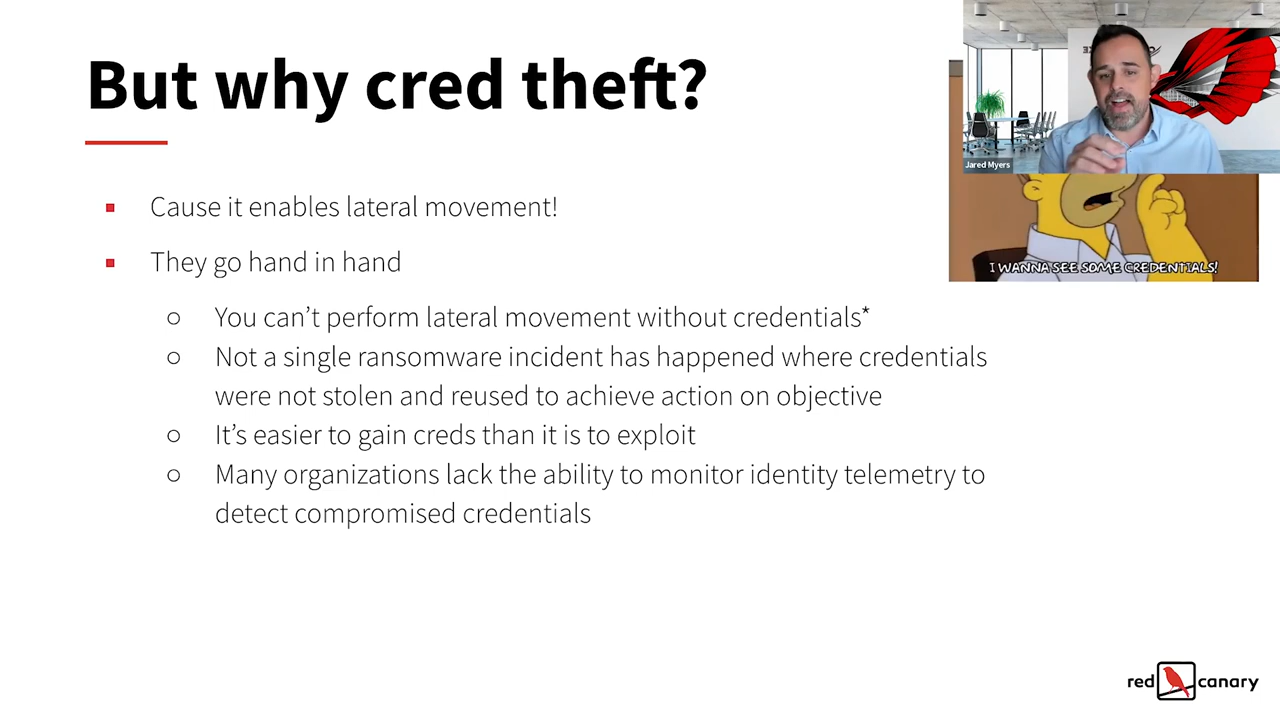 But why cred theft?
Jared Myers
I WANNA SEE SOME CREDENTIALS!
Cause it enables lateral movement!
They go hand in hand
You can't perform lateral movement without credentials*
Not a single ransomware incident has happened where credentials
were not stolen and reused to achieve action on objective
It's easier to gain creds than it is to exploit
Many organizations lack the ability to monitor identity telemetry to
detect compromised credentials
red canary